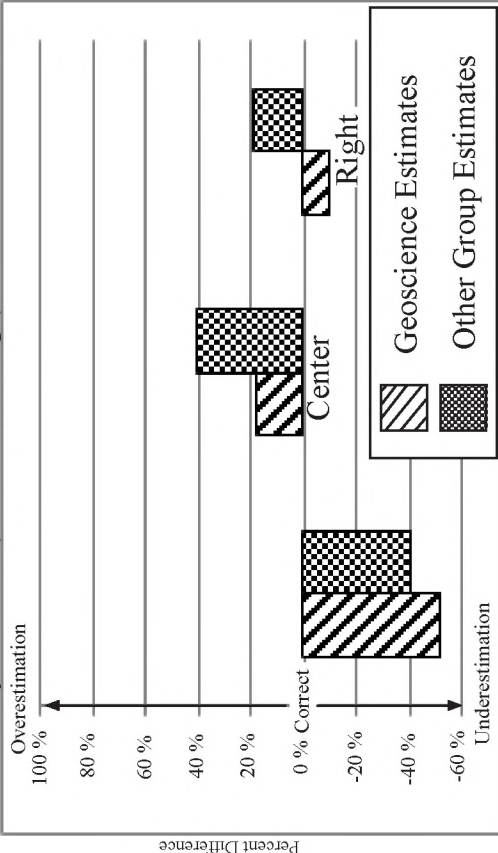 Overestimation
100 %
80 %
60 %
40 %
20 %
0 % Correct
-20 %
-40 %
-60 %
Underestimation
Percent Difference
Center
Right
Geoscience Estimates
Other Group Estimates